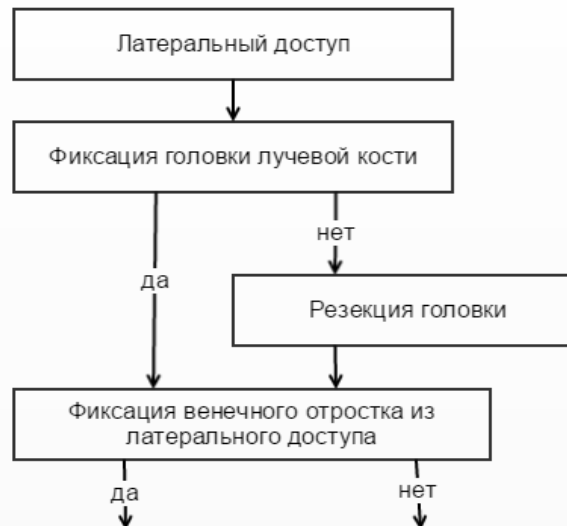 Латеральный доступ
Фиксация головки лучевой кости
нет
да
Резекция головки
Фиксация венечного отростка из
латерального доступа
да
нет